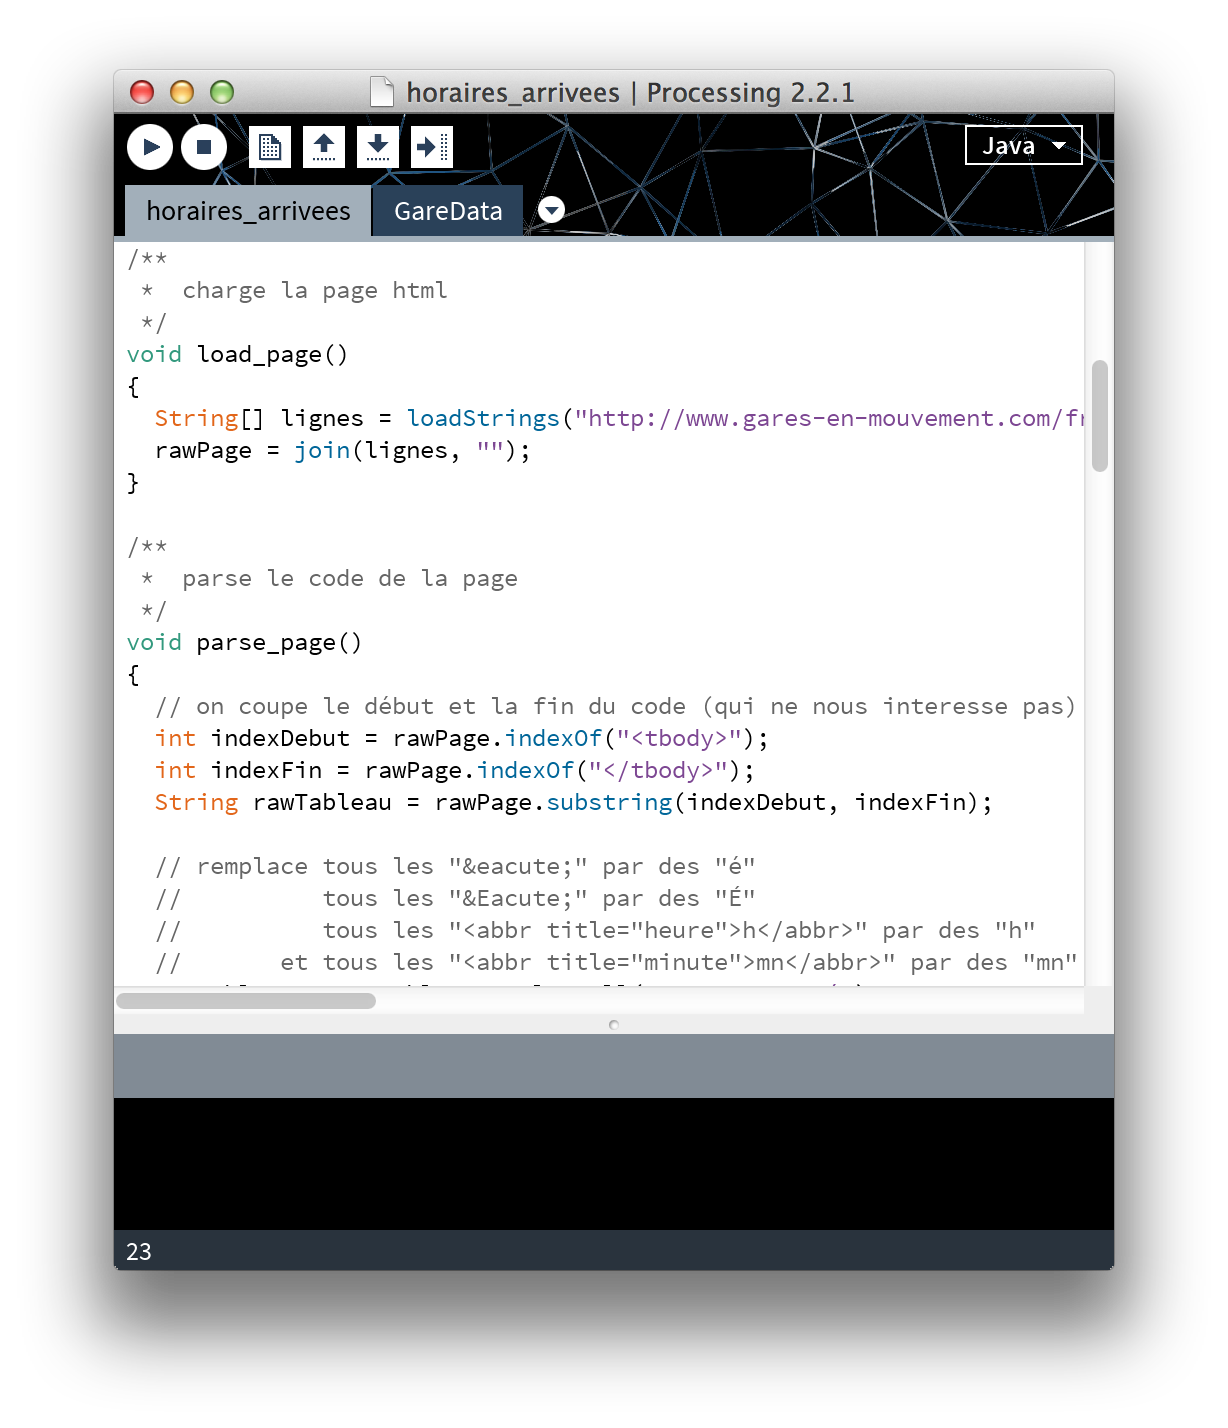 horaires_arrivees | Processing 2.2.1
Java
horaires_arrivees GareData
/**
 *  charge la page html
 */
void load_page()
{
  String[] lignes = loadStrings("http://www.gares-en-mouvement.com/fr
  rawPage = join(lignes, "");
}

/**
 *  parse le code de la page
 */
void parse_page()
{
  // on coupe le début et la fin du code (qui ne nous interesse pas)
  int indexDebut = rawPage.indexOf("<tbody>");
  int indexFin = rawPage.indexOf("</tbody>");
  String rawTableau = rawPage.substring(indexDebut, indexFin);

  // remplace tous les "&eacute;" par des "é"
  //          tous les "&Eacute;" par des "É"
  //          tous les "<abbr title="heure">h</abbr>" par des "h"
  //       et tous les "<abbr title="minute">mn</abbr>" par des "mn"
23